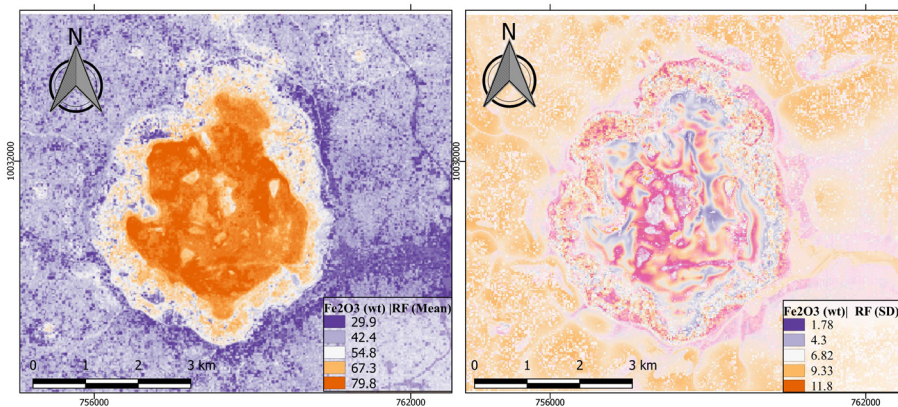 N
10032000
Fe2O3 (wt) |RF (Mean)
29.9
42.4
54.8
67.3
79.8
0 1 2 3 km
756000
762000
N
10032000
Fe2O3 (wt)| RF (SD)
1.78
4.3
6.82
9.33
11.8
0 1 2 3 km
756000
762000